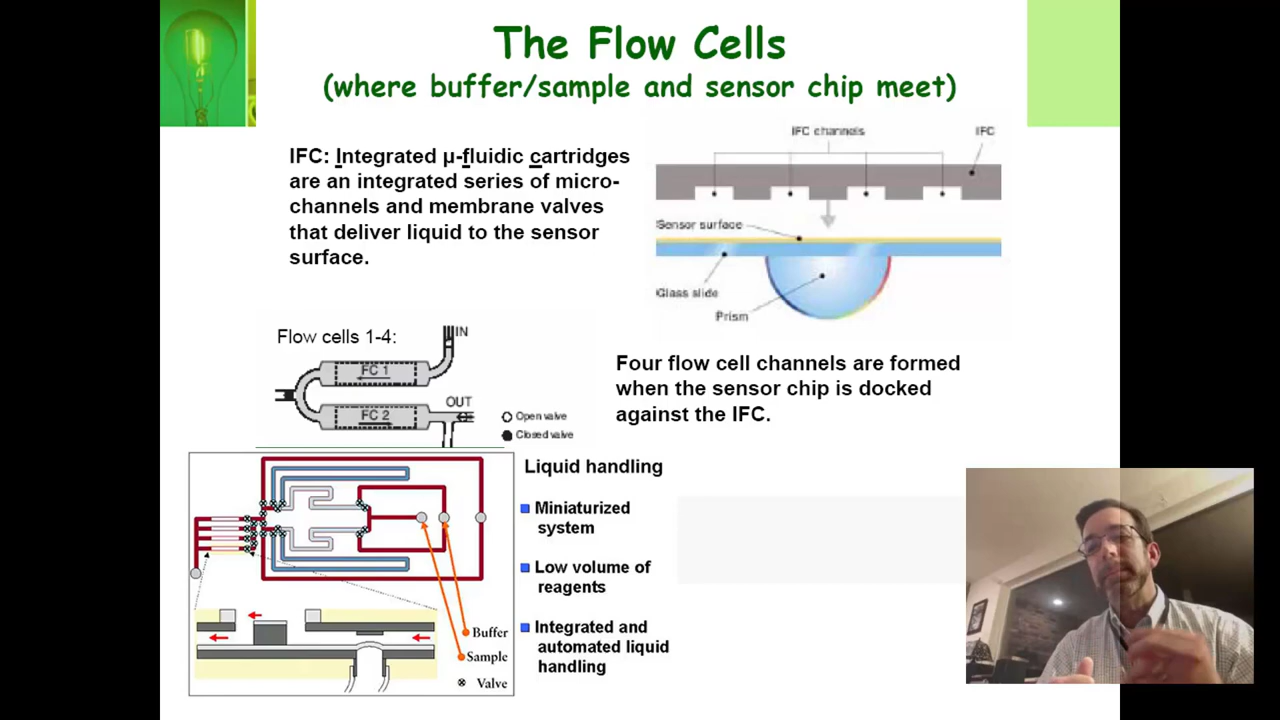 The Flow Cells
(where buffer/sample and sensor chip meet)
IFC: Integrated µ-fluidic cartridges
are an integrated series of micro-
channels and membrane valves
that deliver liquid to the sensor
surface.
IFC channels
IFC
Sensor surface
Glass slide
Prism
Flow cells 1-4:
IN
FC 1
FC 2
OUT
Open valve
Closed valve
Four flow cell channels are formed
when the sensor chip is docked
against the IFC.
Buffer
Sample
Valve
Liquid handling
Miniaturized
system
Low volume of
reagents
Integrated and
automated liquid
handling